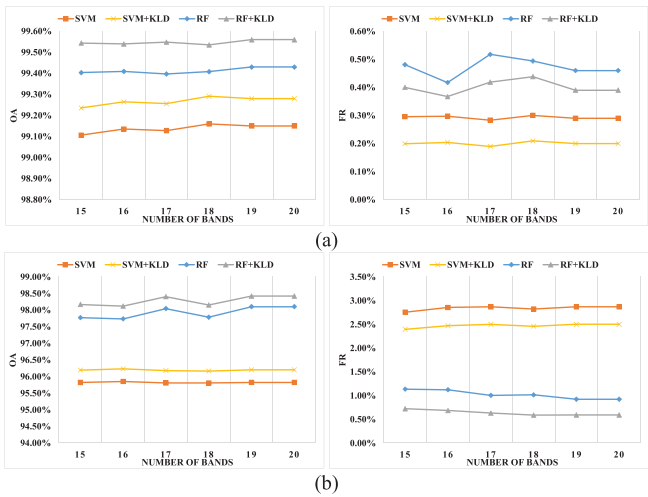 SVM SVM+KLD RF RF+KLD
99.60%
99.50%
99.40%
99.30%
99.20%
99.10%
99.00%
98.90%
98.80%
OA
15 16 17 18 19 20
NUMBER OF BANDS
SVM SVM+KLD RF RF+KLD
0.60%
0.50%
0.40%
0.30%
0.20%
0.10%
0.00%
FR
15 16 17 18 19 20
NUMBER OF BANDS
(a)
SVM SVM+KLD RF RF+KLD
99.00%
98.50%
98.00%
97.50%
97.00%
96.50%
96.00%
95.50%
95.00%
94.50%
94.00%
OA
15 16 17 18 19 20
NUMBER OF BANDS
SVM SVM+KLD RF RF+KLD
3.50%
3.00%
2.50%
2.00%
1.50%
1.00%
0.50%
0.00%
FR
15 16 17 18 19 20
NUMBER OF BANDS
(b)